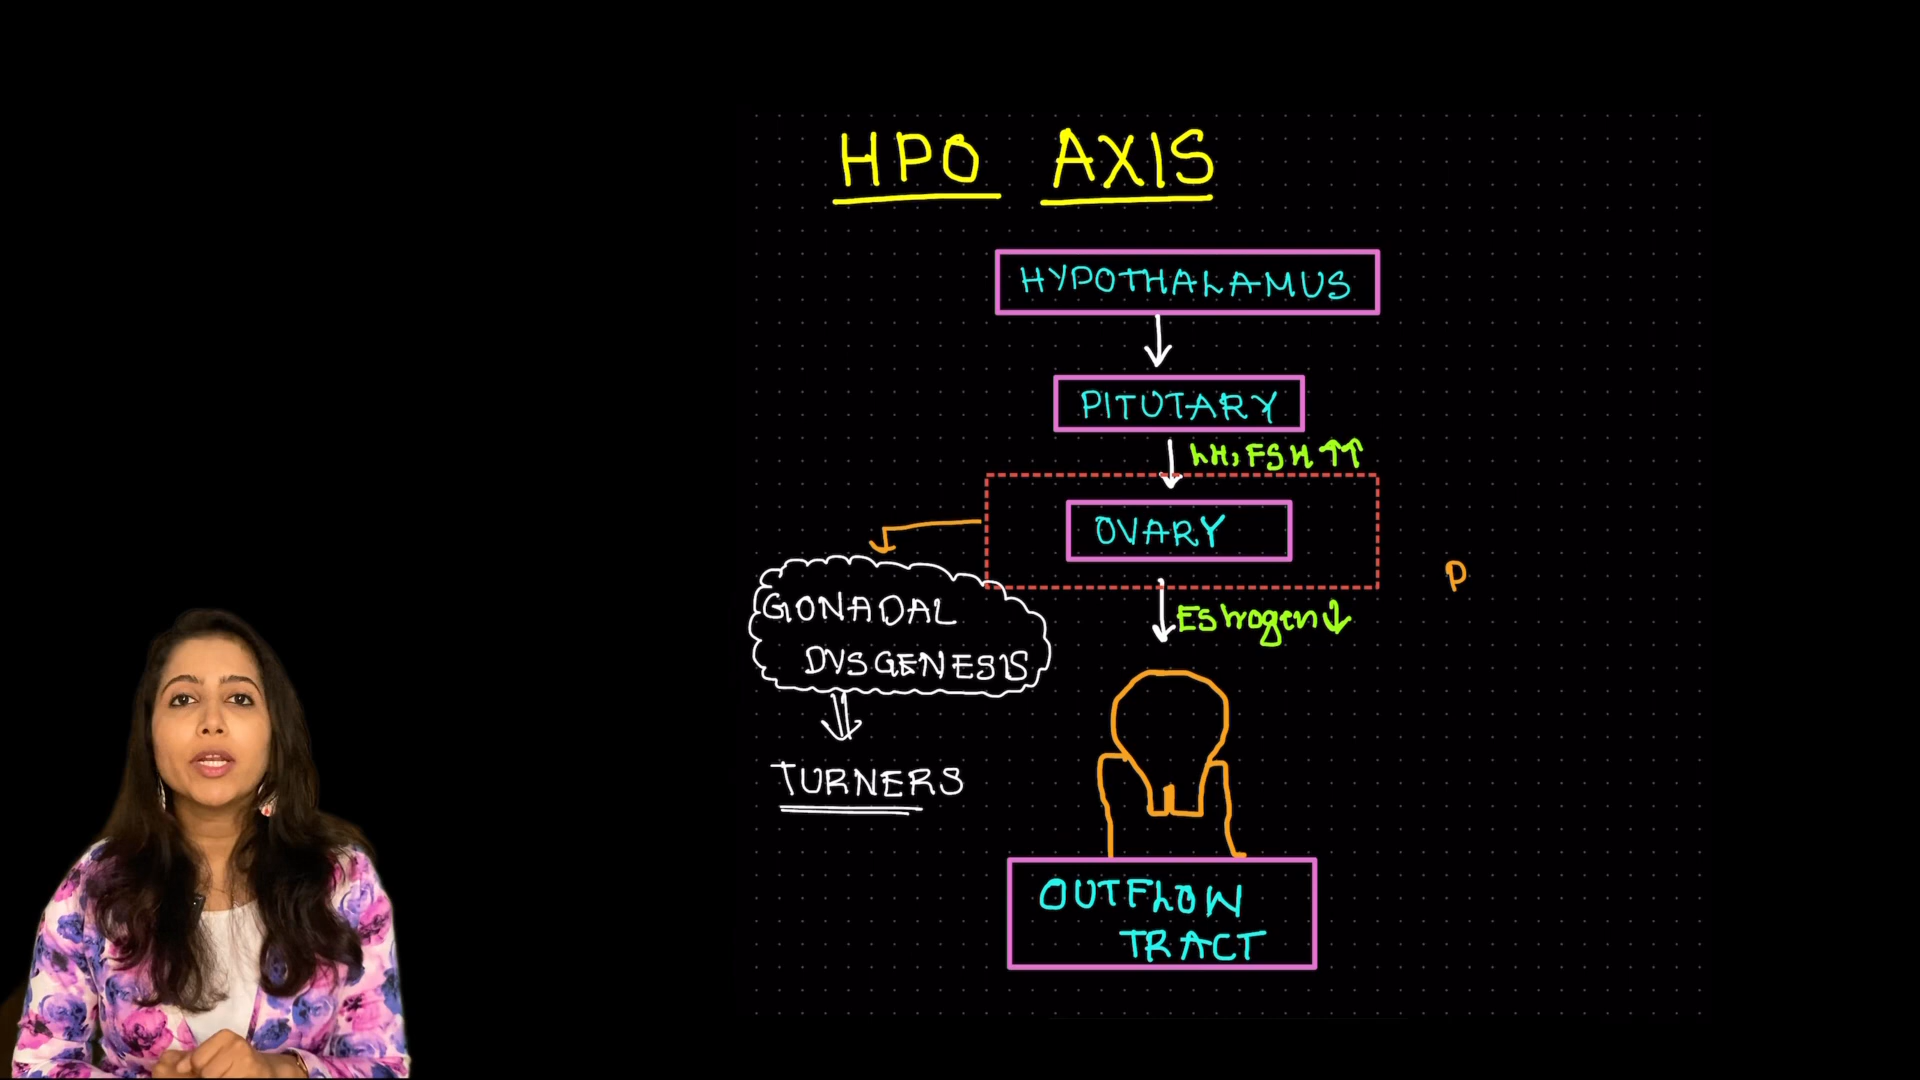 HPO AXIS
HYPOTHALAMUS
PITUTARY
LH, FSH ↑↑
OVARY
P
GONADAL
DYSGENESIS
Estrogen ↓
TURNERS
OUTFLOW
TRACT